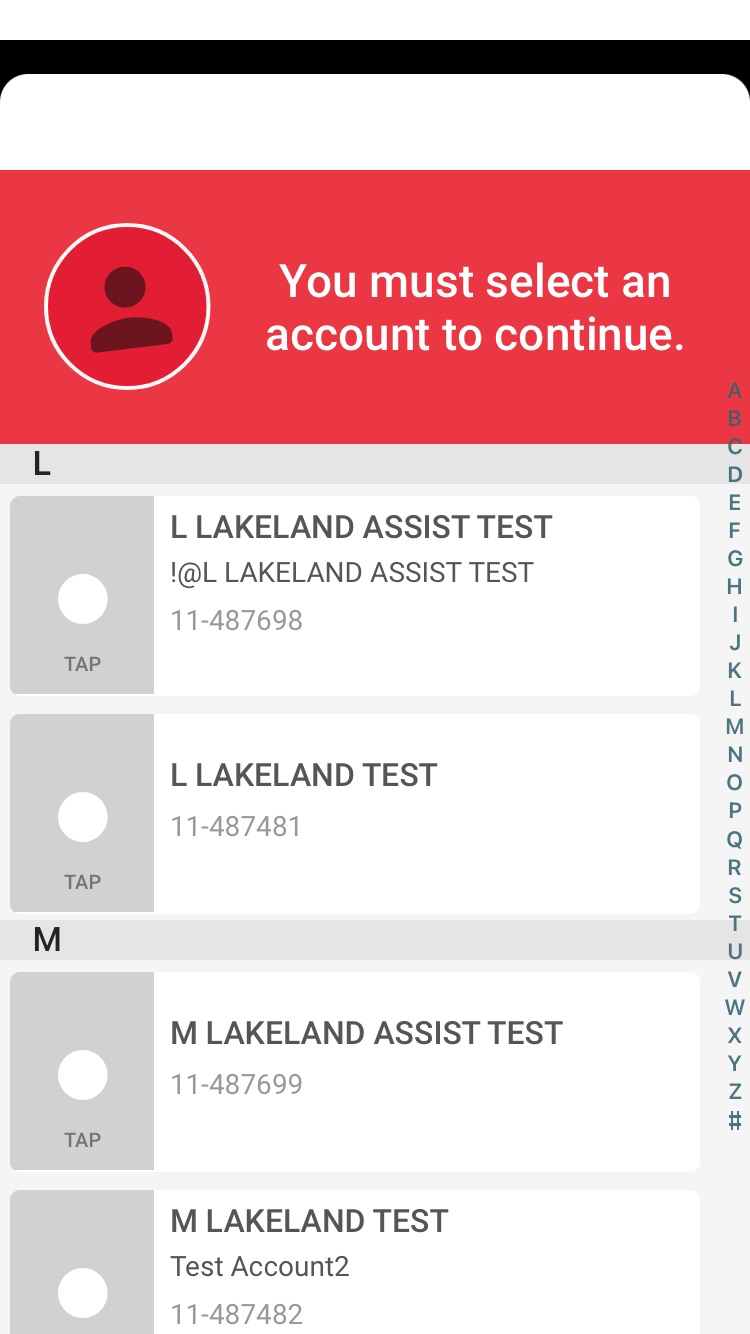 You must select an
account to continue.
L
L LAKELAND ASSIST TEST
!@L LAKELAND ASSIST TEST
11-487698
TAP
L LAKELAND TEST
11-487481
TAP
M
M LAKELAND ASSIST TEST
11-487699
TAP
M LAKELAND TEST
Test Account2
11-487482
A
B
C
D
E
F
G
H
I
J
K
L
M
N
O
P
Q
R
S
T
U
V
W
X
Y
Z
#